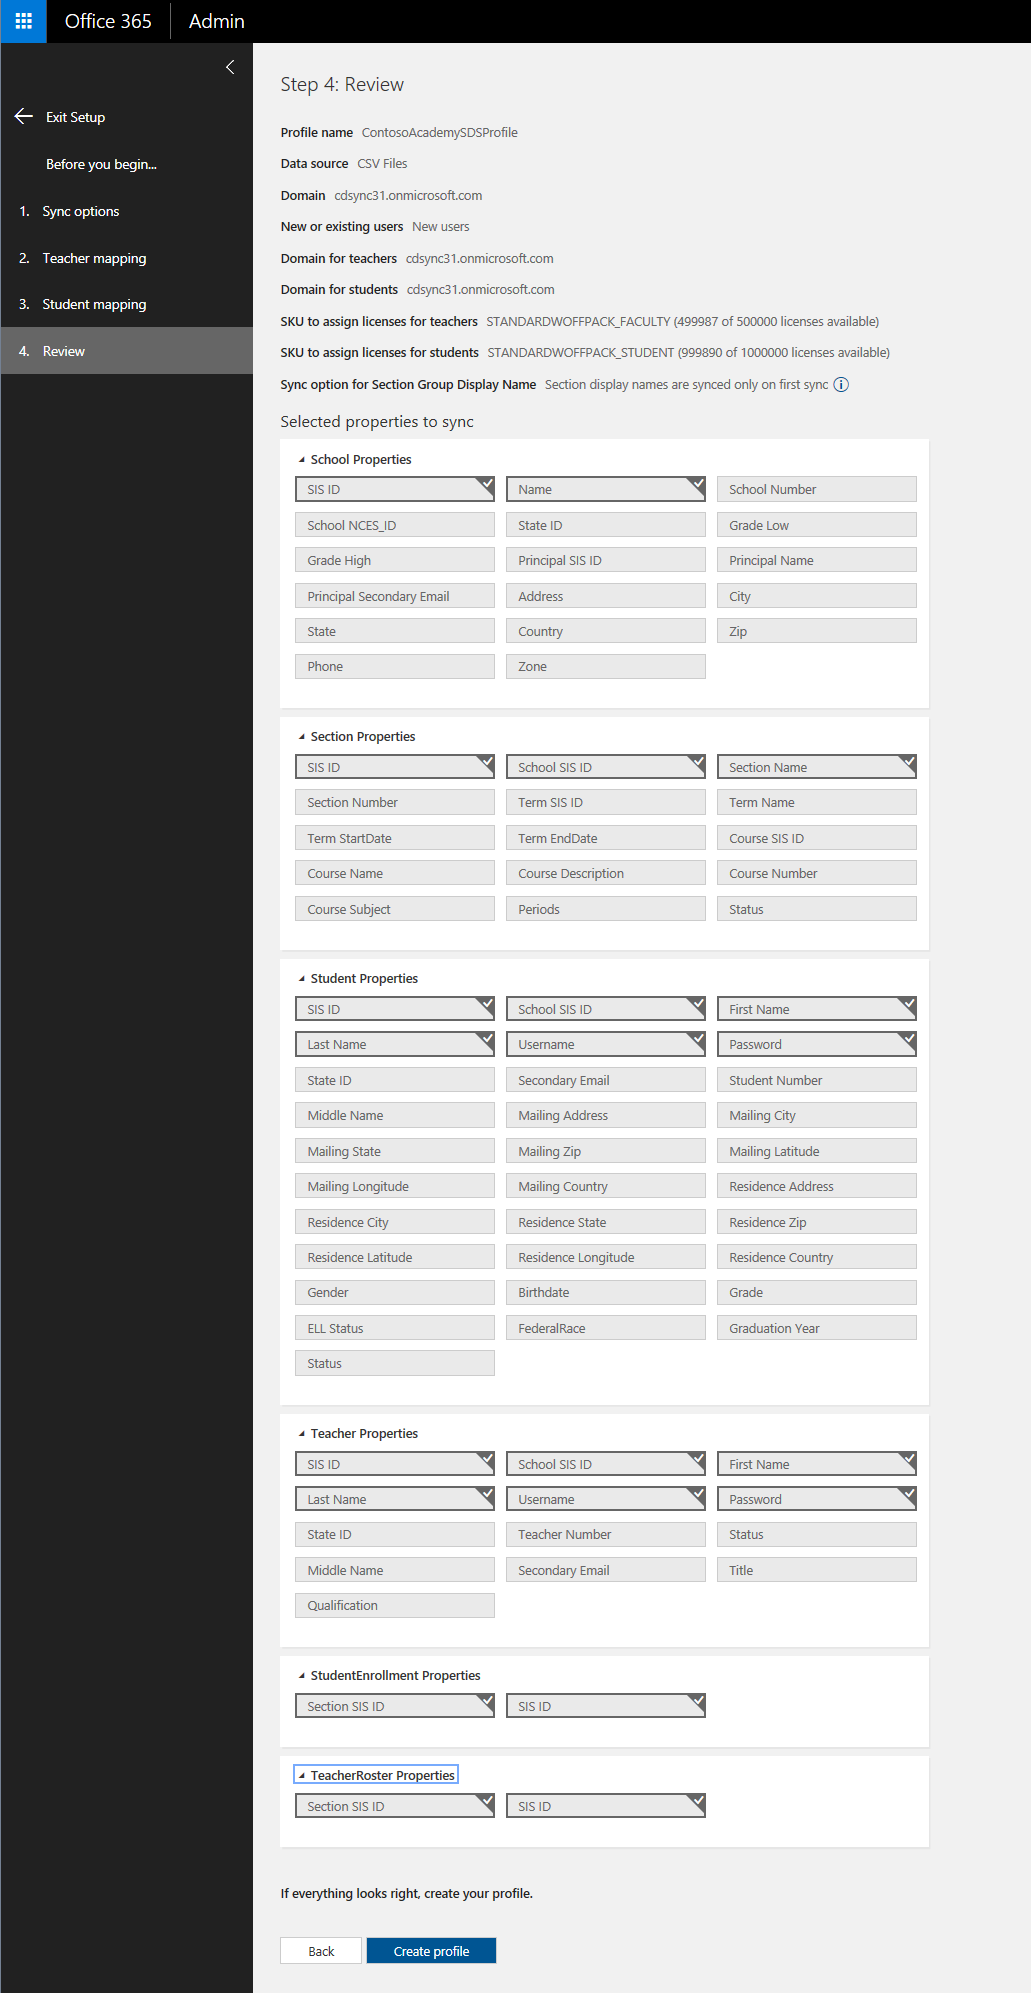 Office 365 Admin
Exit Setup
Before you begin...
1. Sync options
2. Teacher mapping
3. Student mapping
4. Review
Step 4: Review
Profile name ContosoAcademySDSProfile
Data source CSV Files
Domain cdsync31.onmicrosoft.com
New or existing users New users
Domain for teachers cdsync31.onmicrosoft.com
Domain for students cdsync31.onmicrosoft.com
SKU to assign licenses for teachers STANDARDWOFFPACK_FACULTY (499987 of 500000 licenses available)
SKU to assign licenses for students STANDARDWOFFPACK_STUDENT (999890 of 1000000 licenses available)
Sync option for Section Group Display Name Section display names are synced only on first sync
Selected properties to sync
School Properties
SIS ID Name School Number
School NCES_ID State ID Grade Low
Grade High Principal SIS ID Principal Name
Principal Secondary Email Address City
State Country Zip
Phone Zone
Section Properties
SIS ID School SIS ID Section Name
Section Number Term SIS ID Term Name
Term StartDate Term EndDate Course SIS ID
Course Name Course Description Course Number
Course Subject Periods Status
Student Properties
SIS ID School SIS ID First Name
Last Name Username Password
State ID Secondary Email Student Number
Middle Name Mailing Address Mailing City
Mailing State Mailing Zip Mailing Latitude
Mailing Longitude Mailing Country Residence Address
Residence City Residence State Residence Zip
Residence Latitude Residence Longitude Residence Country
Gender Birthdate Grade
ELL Status FederalRace Graduation Year
Status
Teacher Properties
SIS ID School SIS ID First Name
Last Name Username Password
State ID Teacher Number Status
Middle Name Secondary Email Title
Qualification
StudentEnrollment Properties
Section SIS ID SIS ID
TeacherRoster Properties
Section SIS ID SIS ID
If everything looks right, create your profile.
Back Create profile